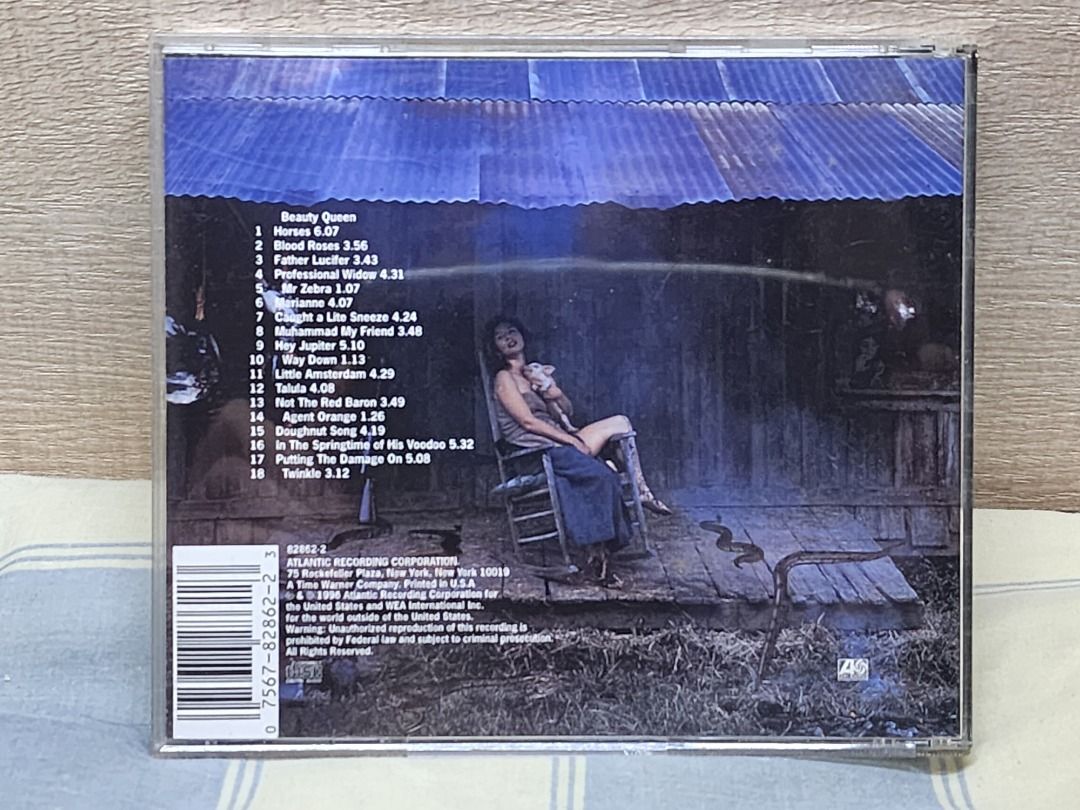 Beauty Queen
1 Horses 6.07
2 Blood Roses 3.56
3 Father Lucifer 3.43
4 Professional Widow 4.31
5 Mr Zebra 1.07
6 Marianne 4.07
7 Caught a Lite Sneeze 4.24
8 Muhammad My Friend 3.48
9 Hey Jupiter 5.10
10 Way Down 1.13
11 Little Amsterdam 4.29
12 Talula 4.08
13 Not The Red Baron 3.49
14 Agent Orange 1.26
15 Doughnut Song 4.19
16 In The Springtime of His Voodoo 5.32
17 Putting The Damage On 5.08
18 Twinkle 3.12
82862-2
ATLANTIC RECORDING CORPORATION.
75 Rockefeller Plaza, New York, New York 10019
A Time Warner Company. Printed in U.S.A
© & ℗ 1996 Atlantic Recording Corporation for
the United States and WEA International Inc.
for the world outside of the United States.
Warning: Unauthorized reproduction of this recording is
prohibited by Federal law and subject to criminal prosecution.
All Rights Reserved.
0 7567-82862-2 3